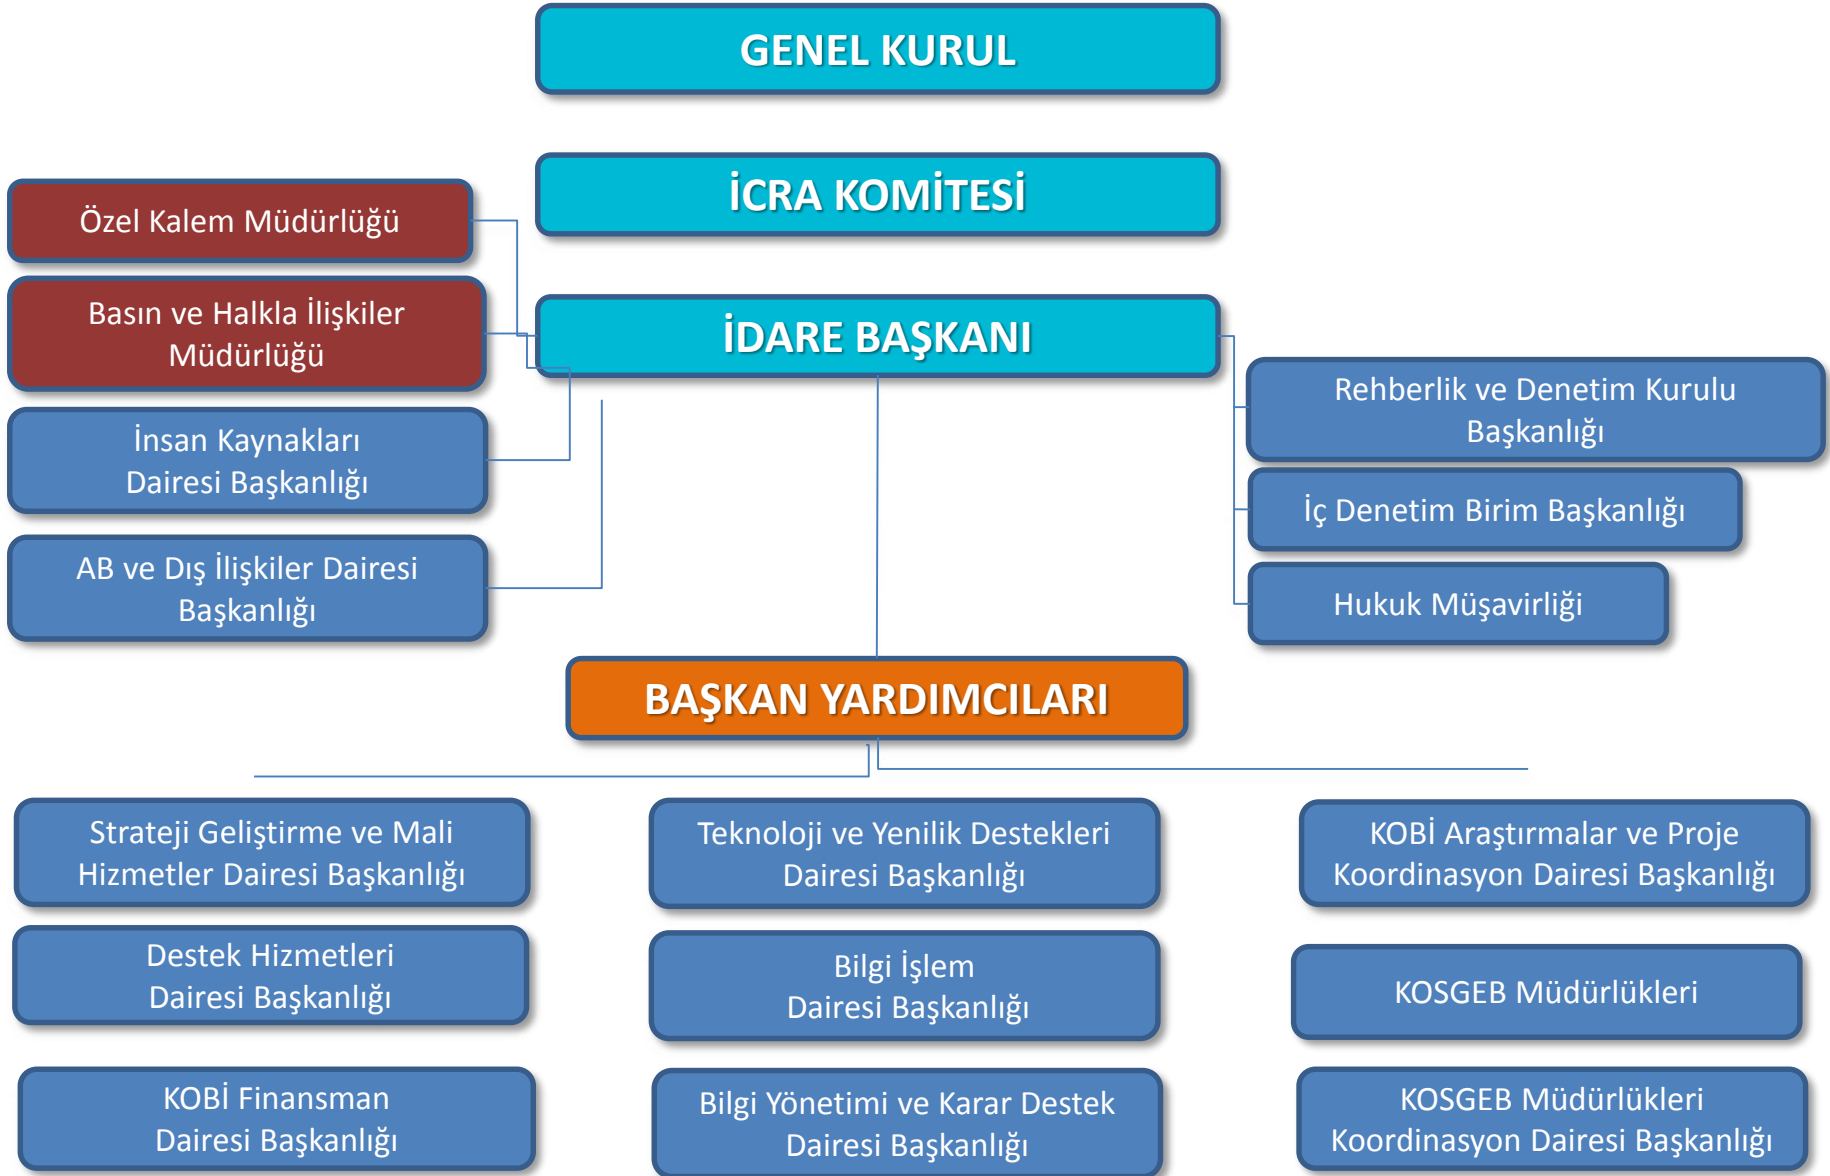 GENEL KURUL
İCRA KOMİTESİ
Özel Kalem Müdürlüğü
Basın ve Halkla İlişkiler
Müdürlüğü
İDARE BAŞKANI
İnsan Kaynakları
Dairesi Başkanlığı
AB ve Dış İlişkiler Dairesi
Başkanlığı
Rehberlik ve Denetim Kurulu
Başkanlığı
İç Denetim Birim Başkanlığı
Hukuk Müşavirliği
BAŞKAN YARDIMCILARI
Strateji Geliştirme ve Mali
Hizmetler Dairesi Başkanlığı
Teknoloji ve Yenilik Destekleri
Dairesi Başkanlığı
KOBİ Araştırmalar ve Proje
Koordinasyon Dairesi Başkanlığı
Destek Hizmetleri
Dairesi Başkanlığı
Bilgi İşlem
Dairesi Başkanlığı
KOSGEB Müdürlükleri
KOBİ Finansman
Dairesi Başkanlığı
Bilgi Yönetimi ve Karar Destek
Dairesi Başkanlığı
KOSGEB Müdürlükleri
Koordinasyon Dairesi Başkanlığı